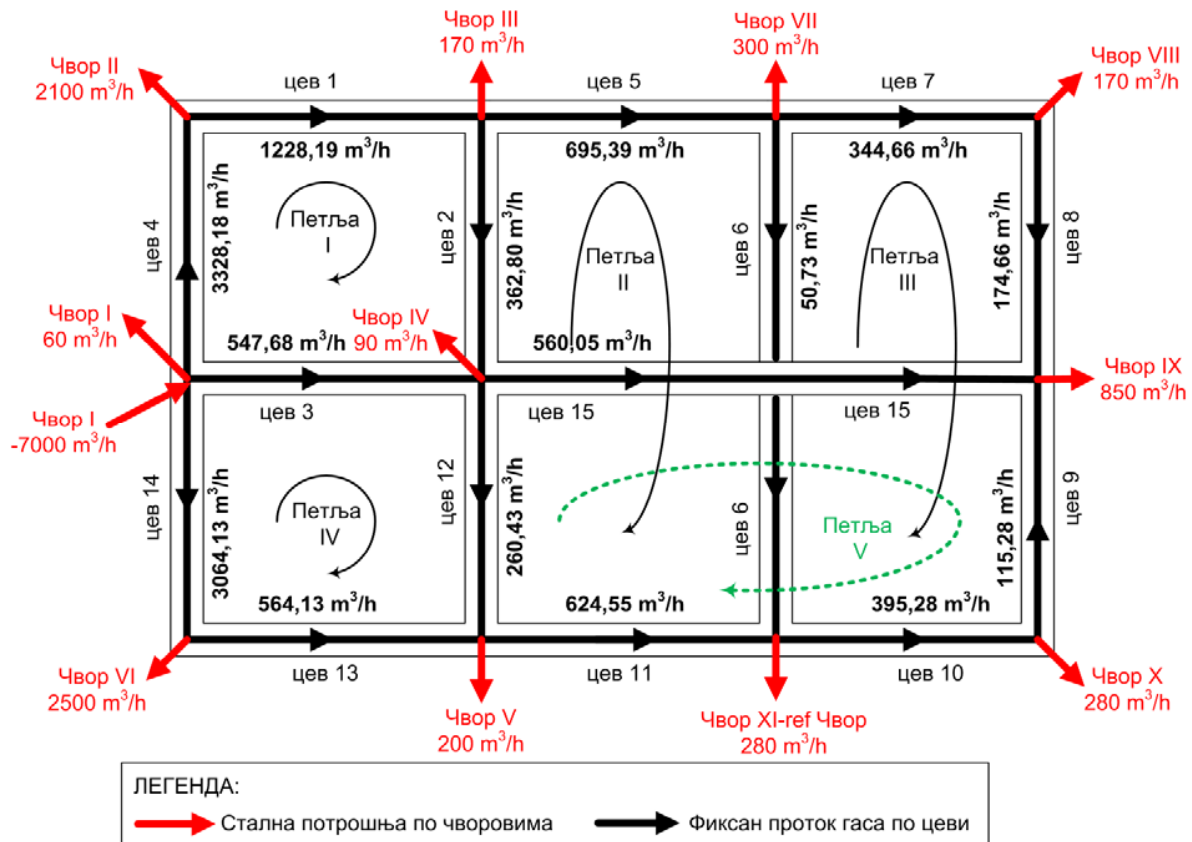 Чвор III
170 m³/h
Чвор VII
300 m³/h
Чвор II
2100 m³/h
Чвор VIII
170 m³/h
цев 1
цев 5
цев 7
1228,19 m³/h
695,39 m³/h
344,66 m³/h
цев 4
3328,18 m³/h
Петља
I
цев 2
362,80 m³/h
Петља
II
цев 6
50,73 m³/h
Петља
III
174,66 m³/h
цев 8
Чвор I
60 m³/h
547,68 m³/h
Чвор IV
90 m³/h
560,05 m³/h
Чвор IX
850 m³/h
Чвор I
-7000 m³/h
цев 3
цев 15
цев 15
цев 14
3064,13 m³/h
Петља
IV
цев 12
260,43 m³/h
цев 6
Петља
V
115,28 m³/h
цев 9
564,13 m³/h
624,55 m³/h
395,28 m³/h
Чвор VI
2500 m³/h
цев 13
цев 11
цев 10
Чвор V
200 m³/h
Чвор XI-ref Чвор
280 m³/h
Чвор X
280 m³/h
ЛЕГЕНДА:
Стална потрошња по чворовима
Фиксан проток гаса по цеви